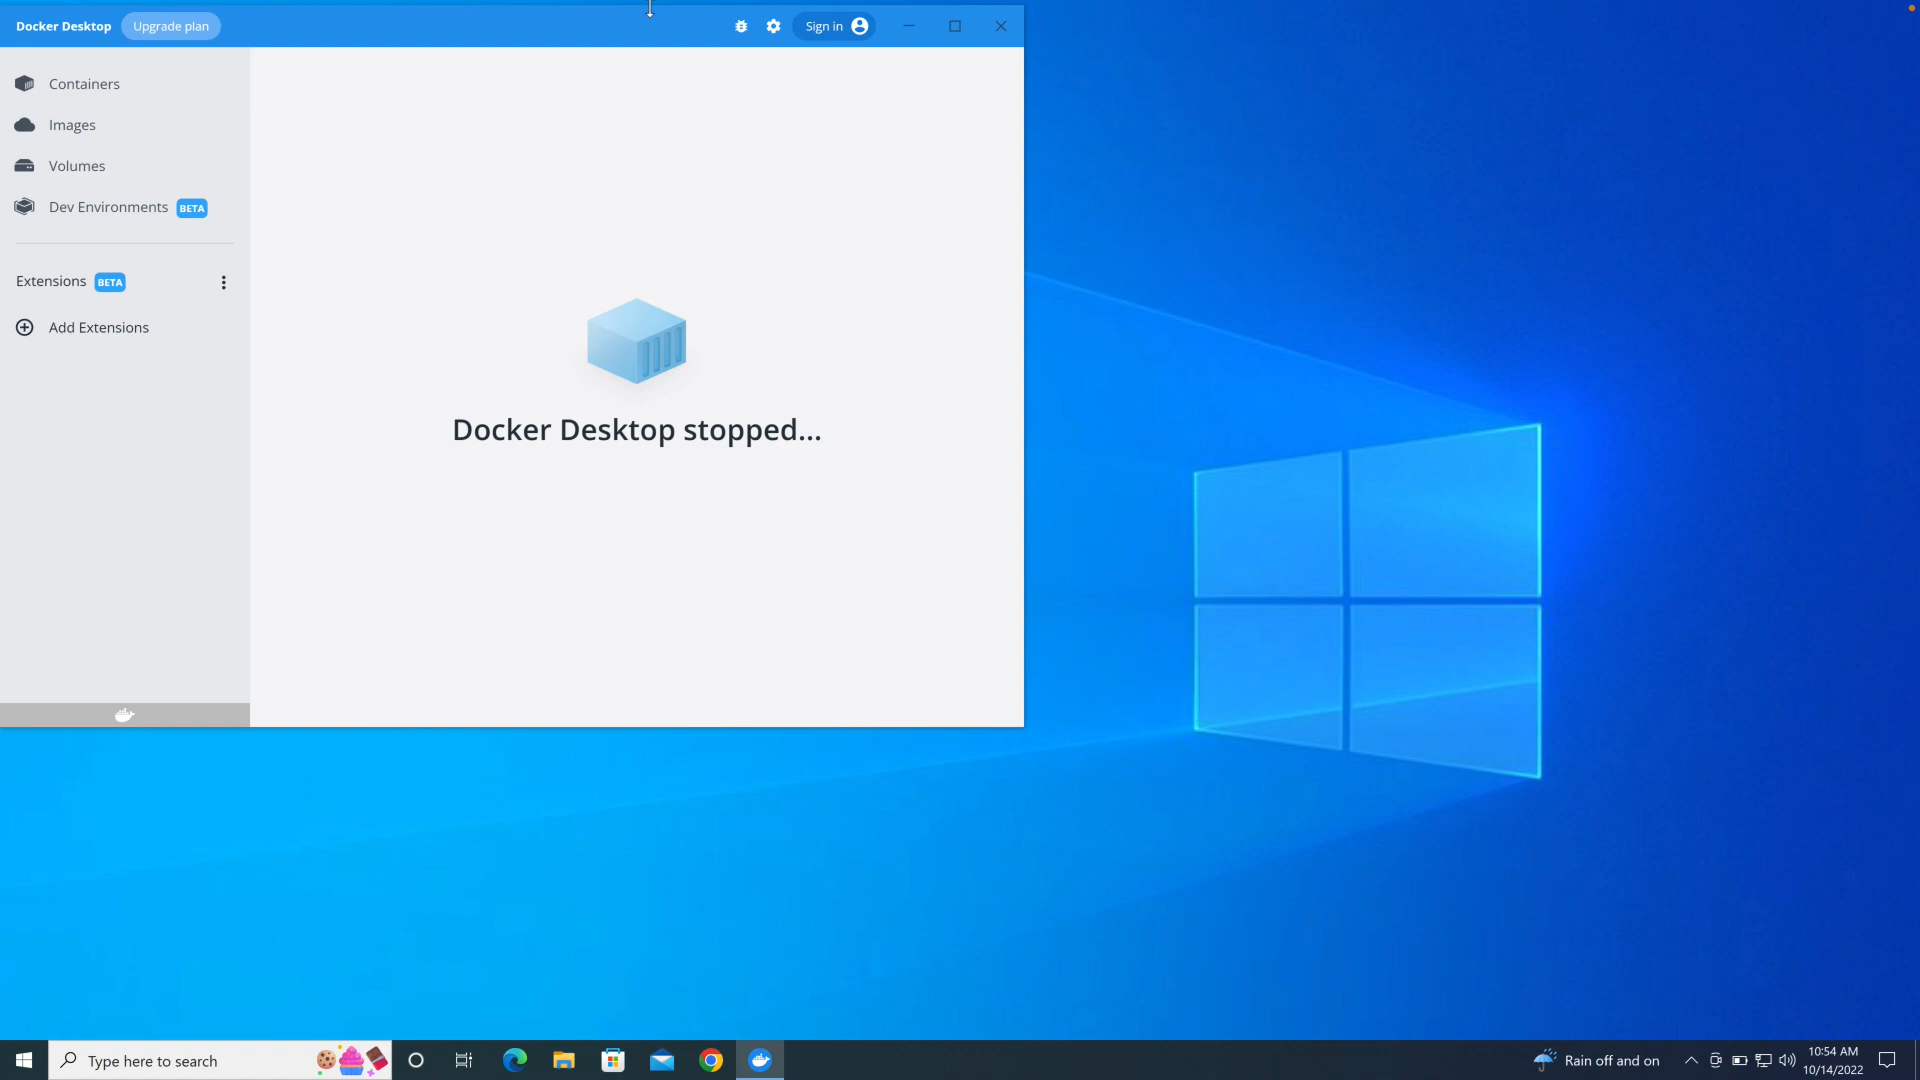 Docker Desktop
Upgrade plan
Sign in
Containers
Images
Volumes
Dev Environments BETA
Extensions BETA
Add Extensions
Docker Desktop stopped...
Type here to search
Rain off and on
10:54 AM
10/14/2022